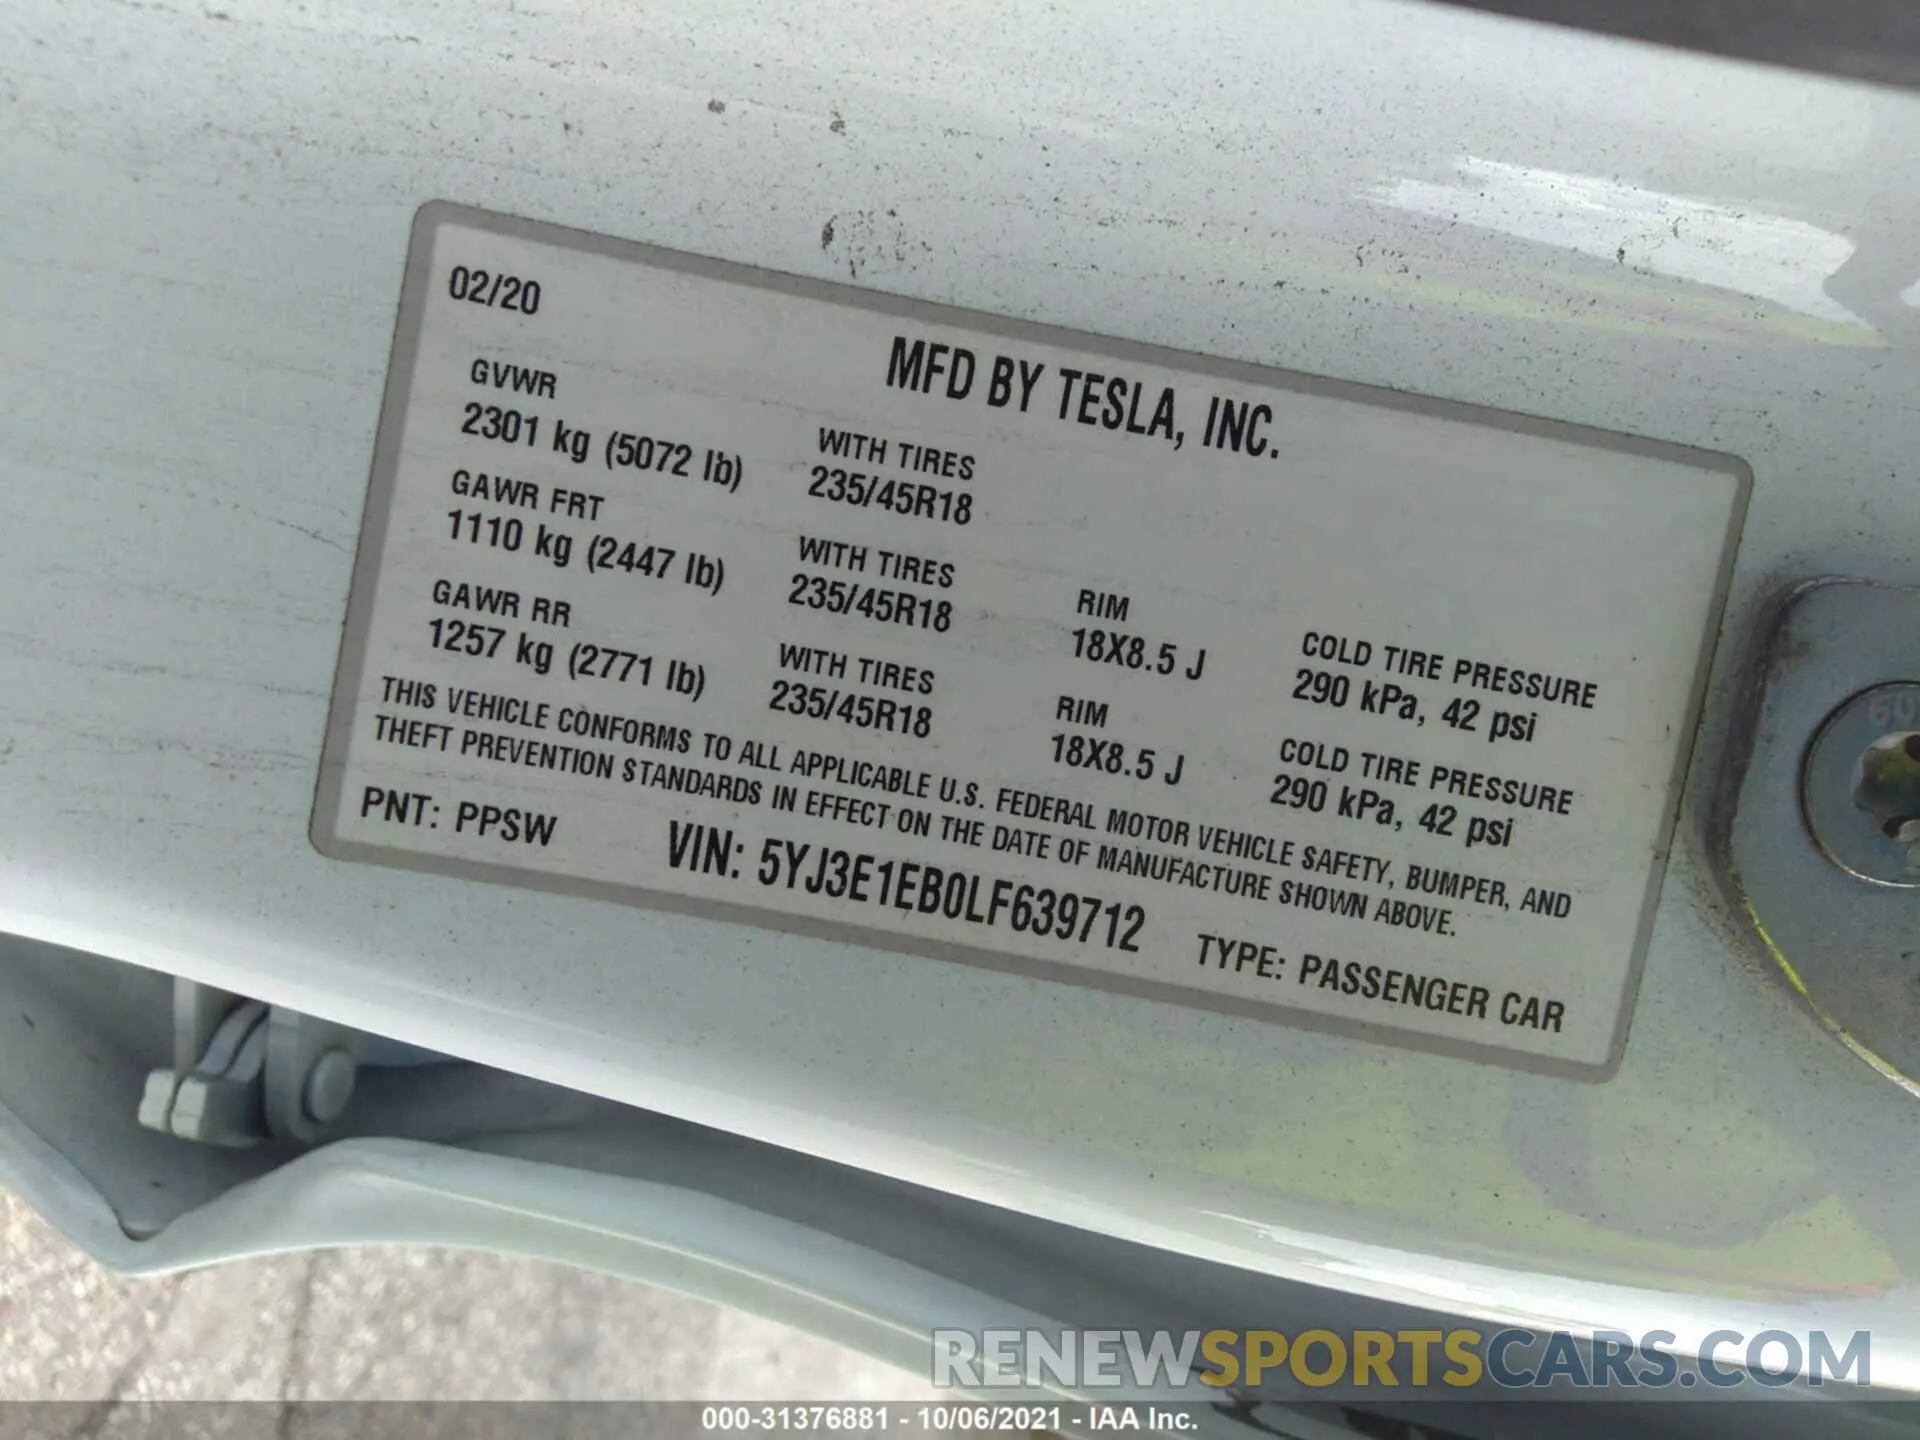 02/20
MFD BY TESLA, INC.
GVWR
2301 kg (5072 lb)
WITH TIRES
235/45R18
GAWR FRT
1110 kg (2447 lb)
WITH TIRES
235/45R18
RIM
18X8.5 J
COLD TIRE PRESSURE
290 kPa, 42 psi
GAWR RR
1257 kg (2771 lb)
WITH TIRES
235/45R18
RIM
18X8.5 J
COLD TIRE PRESSURE
290 kPa, 42 psi
THIS VEHICLE CONFORMS TO ALL APPLICABLE U.S. FEDERAL MOTOR VEHICLE SAFETY, BUMPER, AND
THEFT PREVENTION STANDARDS IN EFFECT ON THE DATE OF MANUFACTURE SHOWN ABOVE.
PNT: PPSW
VIN: 5YJ3E1EB0LF639712
TYPE: PASSENGER CAR
RENEWSPORTSCARS.COM
000-31376881 - 10/06/2021 - IAA Inc.